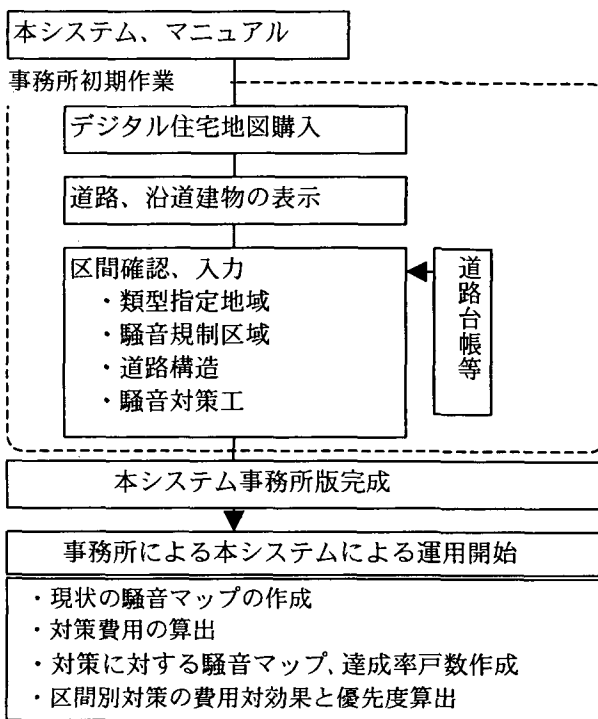 本システム、マニュアル
事務所初期作業
デジタル住宅地図購入
道路、沿道建物の表示
区間確認、入力
・類型指定地域
・騒音規制区域
・道路構造
・騒音対策工
道路台帳等
本システム事務所版完成
事務所による本システムによる運用開始
・現状の騒音マップの作成
・対策費用の算出
・対策に対する騒音マップ、達成率戸数作成
・区間別対策の費用対効果と優先度算出